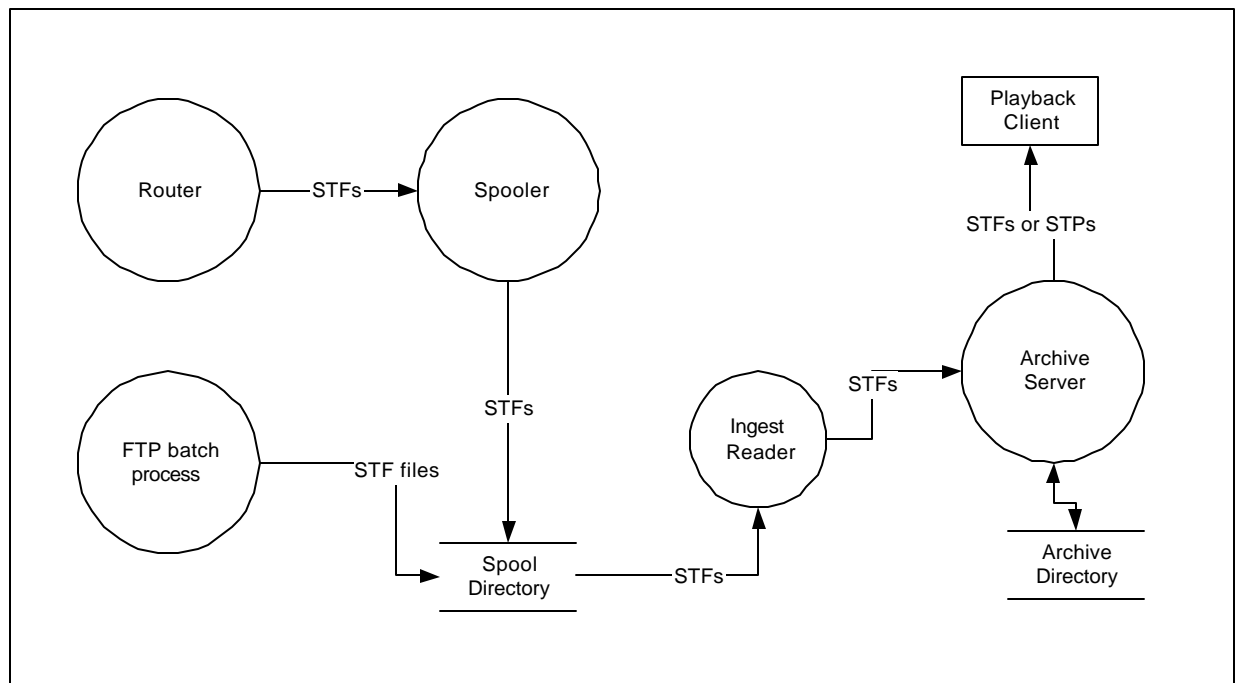 Playback
Client
Router
STFs
Spooler
STFs or STPs
Archive
Server
STFs
STFs
Ingest
Reader
FTP batch
process
STF files
Spool
Directory
STFs
Archive
Directory